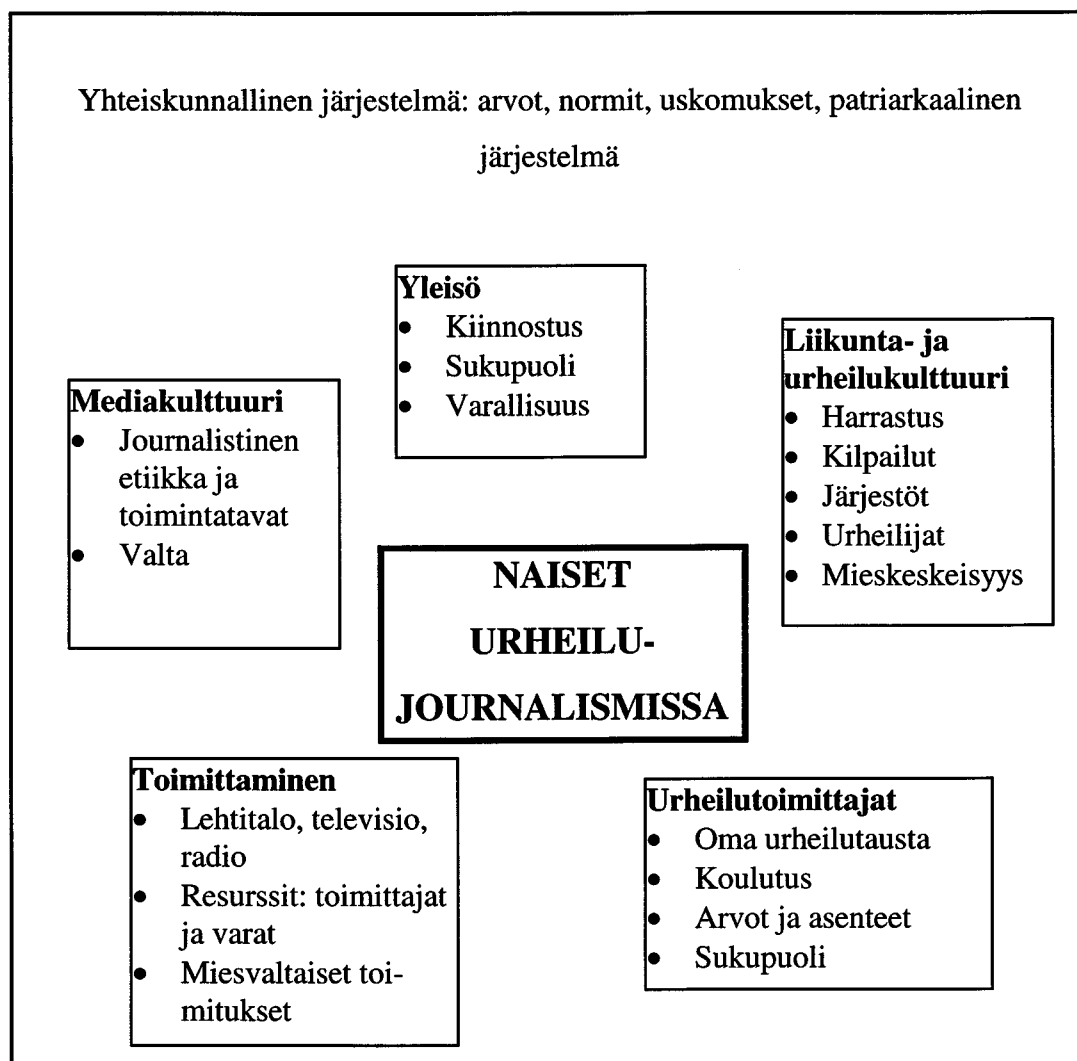 Yhteiskunnallinen järjestelmä: arvot, normit, uskomukset, patriarkaalinen
järjestelmä
Yleisö
• Kiinnostus
• Sukupuoli
• Varallisuus
Liikunta- ja
urheilukulttuuri
• Harrastus
• Kilpailut
• Järjestöt
• Urheilijat
• Mieskeskeisyys
Mediakulttuuri
• Journalistinen
etiikka ja
toimintatavat
• Valta
NAISET
URHEILU-
JOURNALISMISSA
Toimittaminen
• Lehtitalo, televisio,
radio
• Resurssit: toimittajat
ja varat
• Miesvaltaiset toi-
mitukset
Urheilutoimittajat
• Oma urheilutausta
• Koulutus
• Arvot ja asenteet
• Sukupuoli